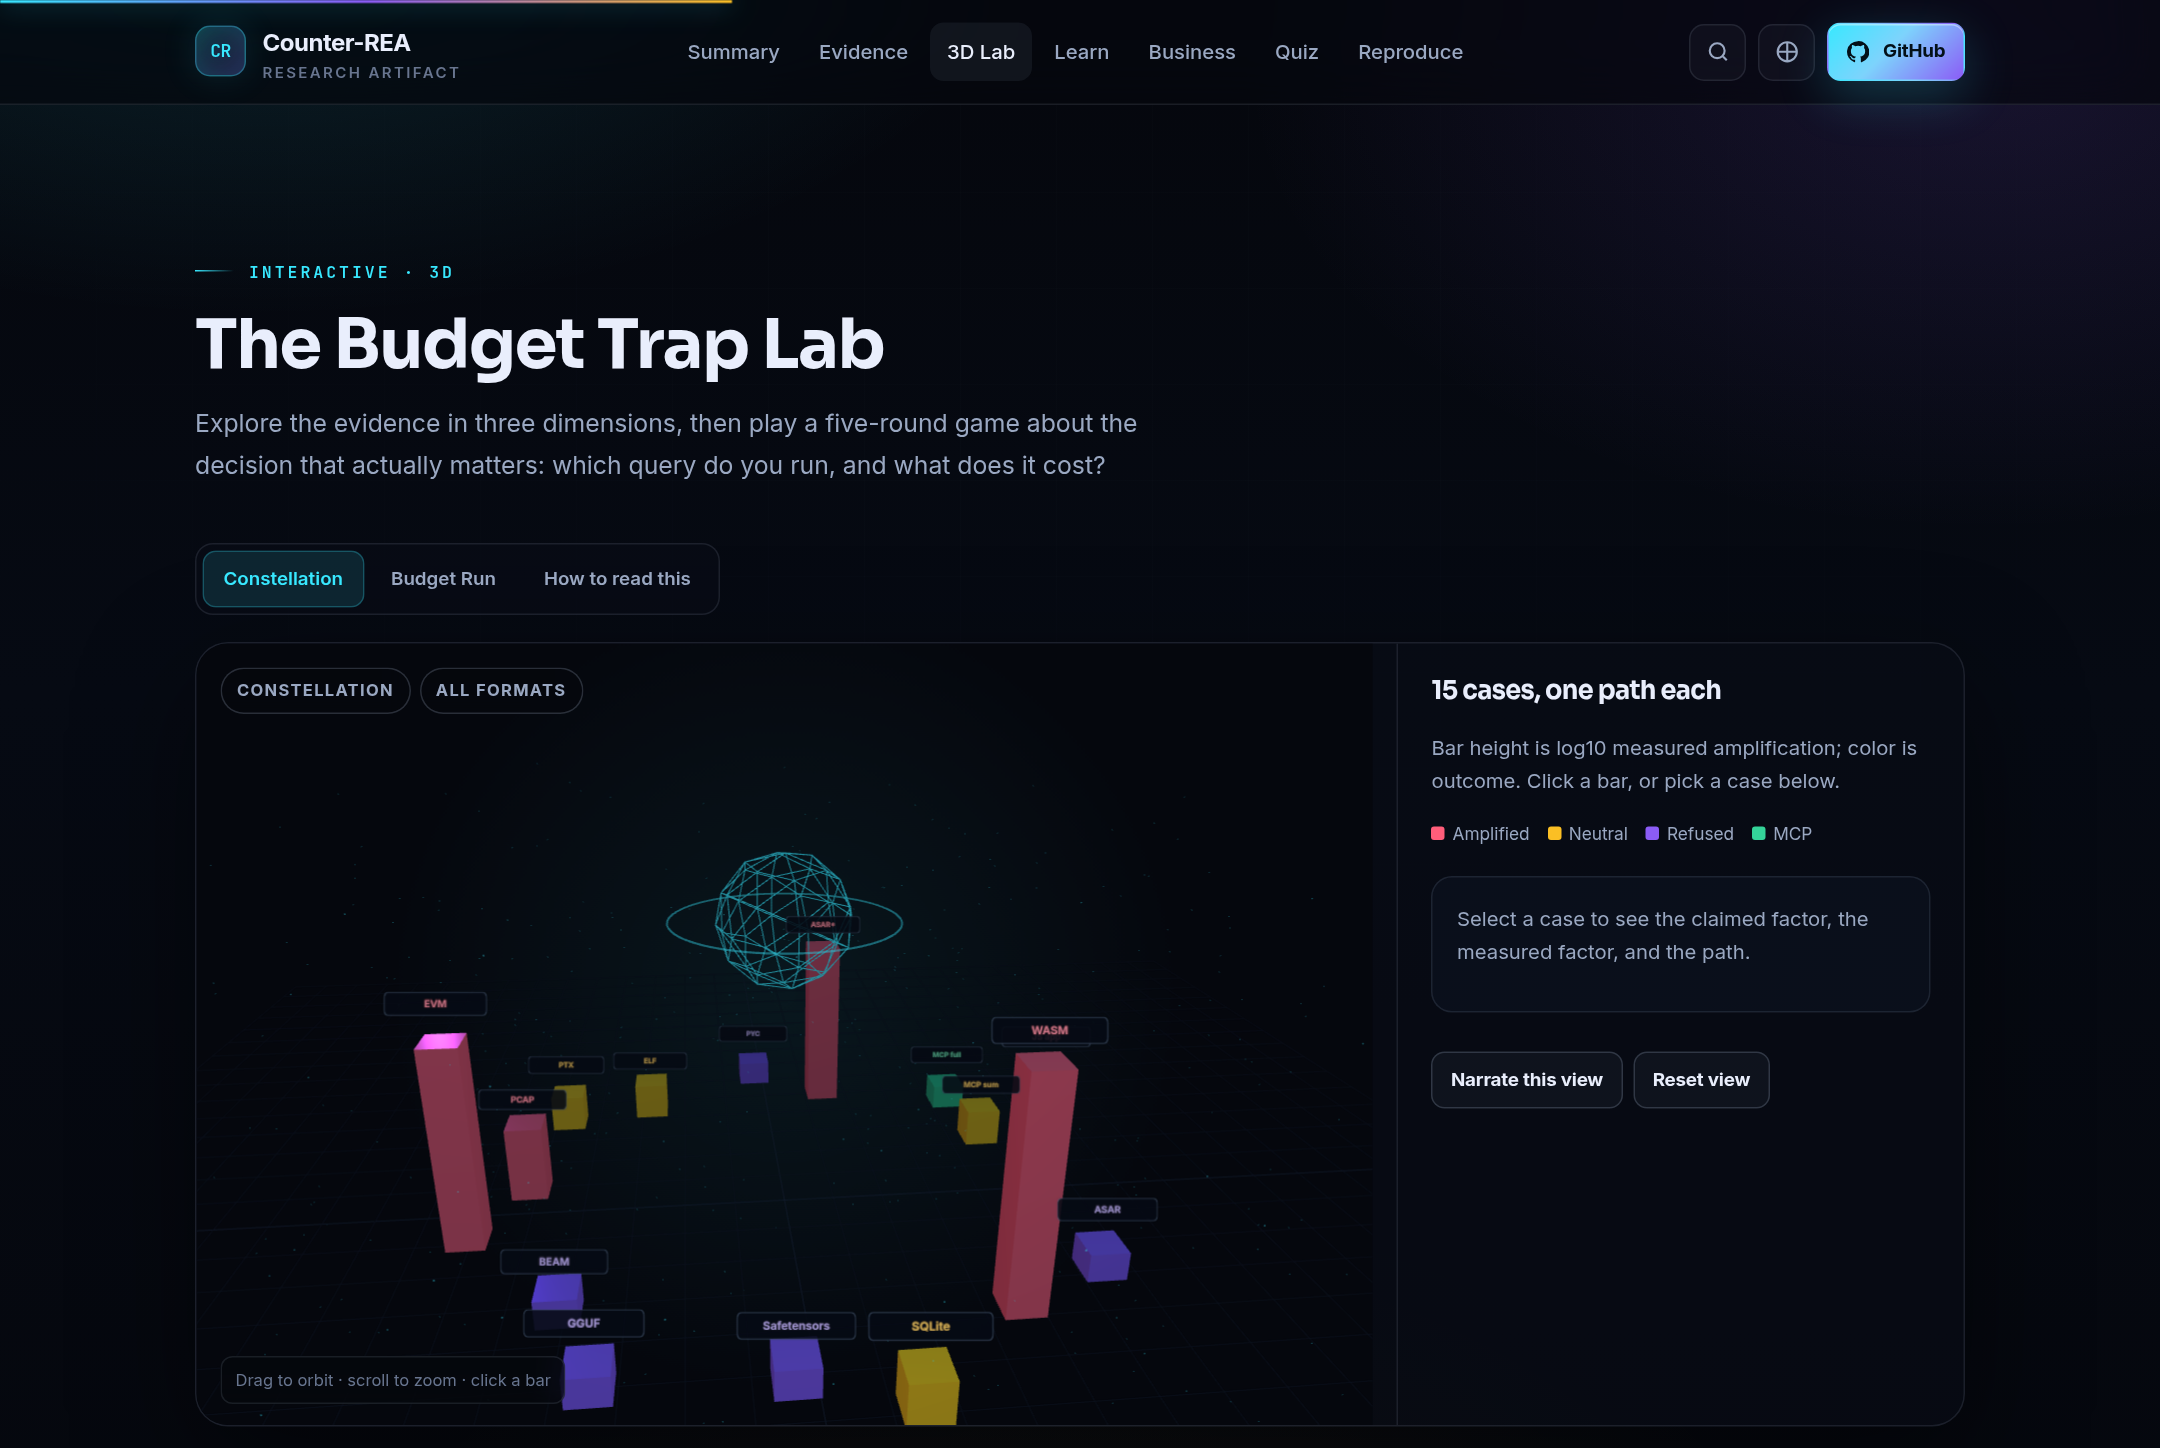 CR
Counter-REA
RESEARCH ARTIFACT
Summary
Evidence
3D Lab
Learn
Business
Quiz
Reproduce
GitHub
INTERACTIVE · 3D
The Budget Trap Lab
Explore the evidence in three dimensions, then play a five-round game about the
decision that actually matters: which query do you run, and what does it cost?
Constellation
Budget Run
How to read this
CONSTELLATION
ALL FORMATS
ASAR+
EVM
PYC
WASM
PTX
ELF
MCP full
MCP sum
PCAP
ASAR
BEAM
GGUF
Safetensors
SQLite
Drag to orbit · scroll to zoom · click a bar
15 cases, one path each
Bar height is log10 measured amplification; color is
outcome. Click a bar, or pick a case below.
Amplified
Neutral
Refused
MCP
Select a case to see the claimed factor, the
measured factor, and the path.
Narrate this view
Reset view